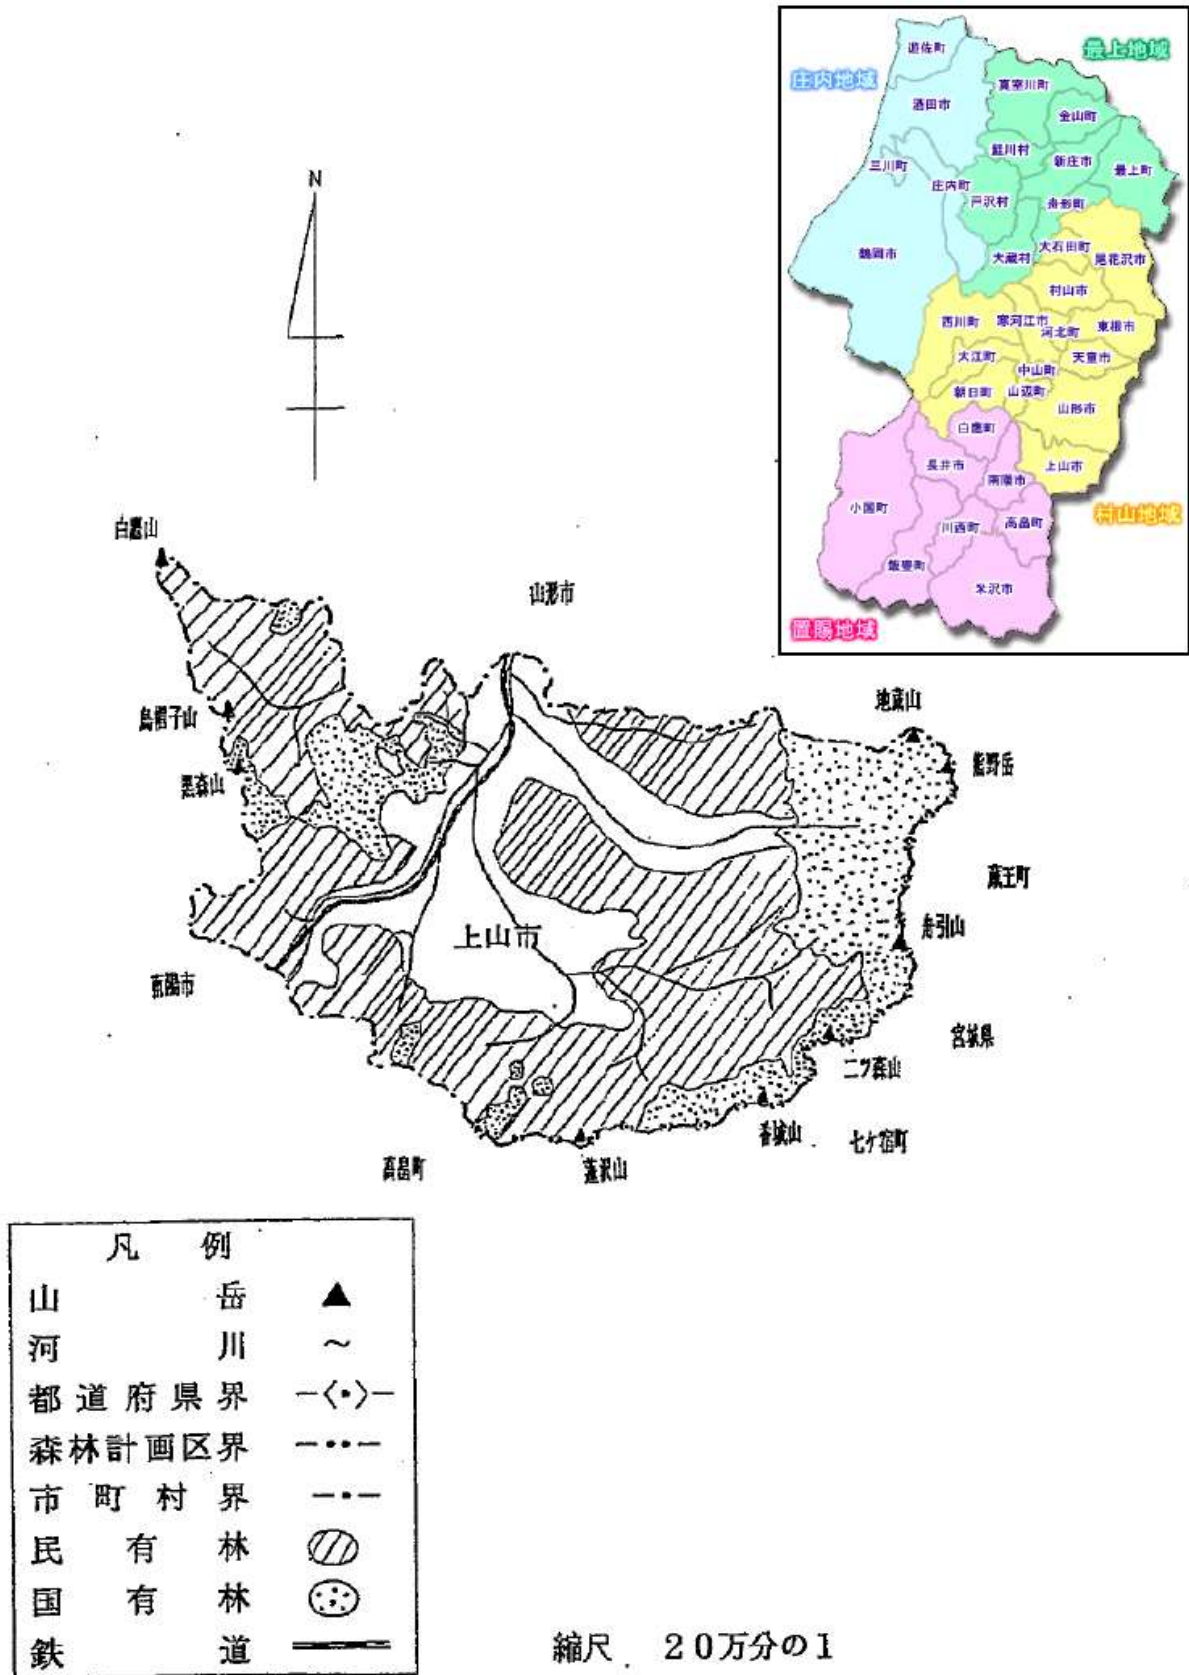 最上地域
庄内地域
遊佐町
真室川町
酒田市
金山町
鮭川村
新庄市
最上町
三川町
庄内町
戸沢村
舟形町
鶴岡市
大蔵村
大石田町
尾花沢市
村山市
西川町
寒河江市
河北町
東根市
大江町
中山町
天童市
朝日町
山辺町
山形市
白鷹町
長井市
南陽市
上山市
小国町
川西町
高畠町
村山地域
飯豊町
米沢市
置賜地域
N
白鷹山
山形市
烏帽子山
地蔵山
黒森山
熊野岳
蔵王町
上山市
舟引山
南陽市
宮城県
二ツ森山
番城山
七ケ宿町
高畠町
蓬沢山
凡 例
山 岳
河 川
都道府県界
森林計画区界
市町村界
民有林
国有林
鉄道
縮尺 20万分の1